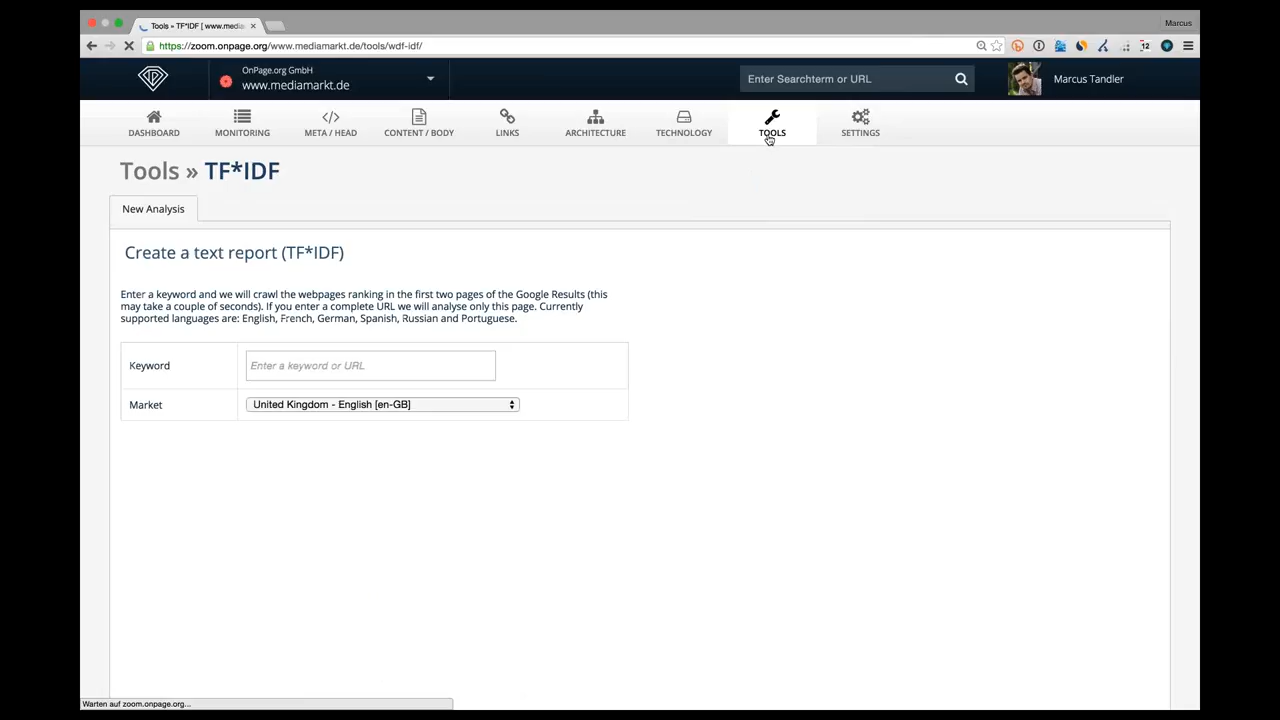 Tools » TF*IDF [ www.media
Marcus
https://zoom.onpage.org/www.mediamarkt.de/tools/wdf-idf/
12
OnPage.org GmbH
www.mediamarkt.de
Enter Searchterm or URL
Marcus Tandler
DASHBOARD
MONITORING
META / HEAD
CONTENT / BODY
LINKS
ARCHITECTURE
TECHNOLOGY
TOOLS
SETTINGS
Tools » TF*IDF
New Analysis
Create a text report (TF*IDF)
Enter a keyword and we will crawl the webpages ranking in the first two pages of the Google Results (this
may take a couple of seconds). If you enter a complete URL we will analyse only this page. Currently
supported languages are: English, French, German, Spanish, Russian and Portuguese.
Keyword
Enter a keyword or URL
Market
United Kingdom - English [en-GB]
Warten auf zoom.onpage.org...